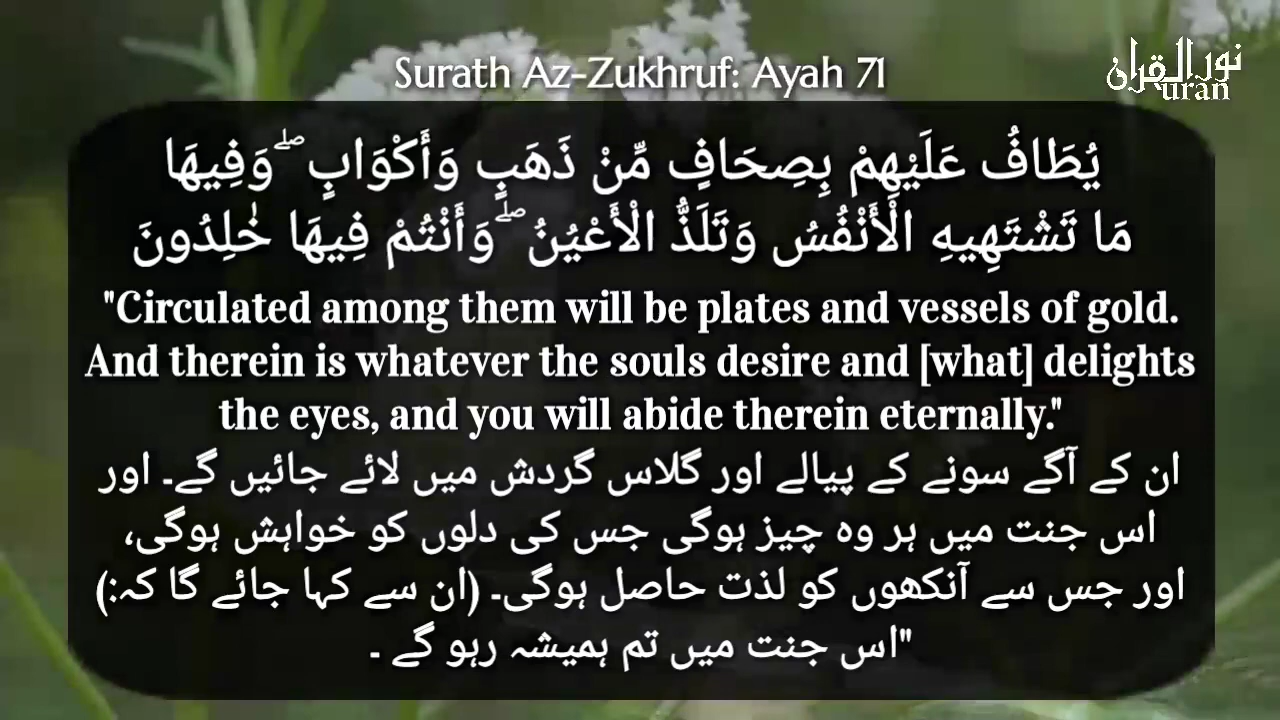 Surath Az-Zukhruf: Ayah 71
نور القرآن
uran
يُطَافُ عَلَيْهِمْ بِصِحَافٍ مِّنْ ذَهَبٍ وَأَكْوَابٍ ۖ وَفِيهَا
مَا تَشْتَهِيهِ الْأَنْفُسُ وَتَلَذُّ الْأَعْيُنُ ۖ وَأَنْتُمْ فِيهَا خٰلِدُونَ
"Circulated among them will be plates and vessels of gold.
And therein is whatever the souls desire and [what] delights
the eyes, and you will abide therein eternally."
ان کے آگے سونے کے پیالے اور گلاس گردش میں لائے جائیں گے۔ اور
اس جنت میں ہر وہ چیز ہوگی جس کی دلوں کو خواہش ہوگی،
اور جس سے آنکھوں کو لذت حاصل ہوگی۔ (ان سے کہا جائے گا کہ:)
"اس جنت میں تم ہمیشہ رہو گے ۔